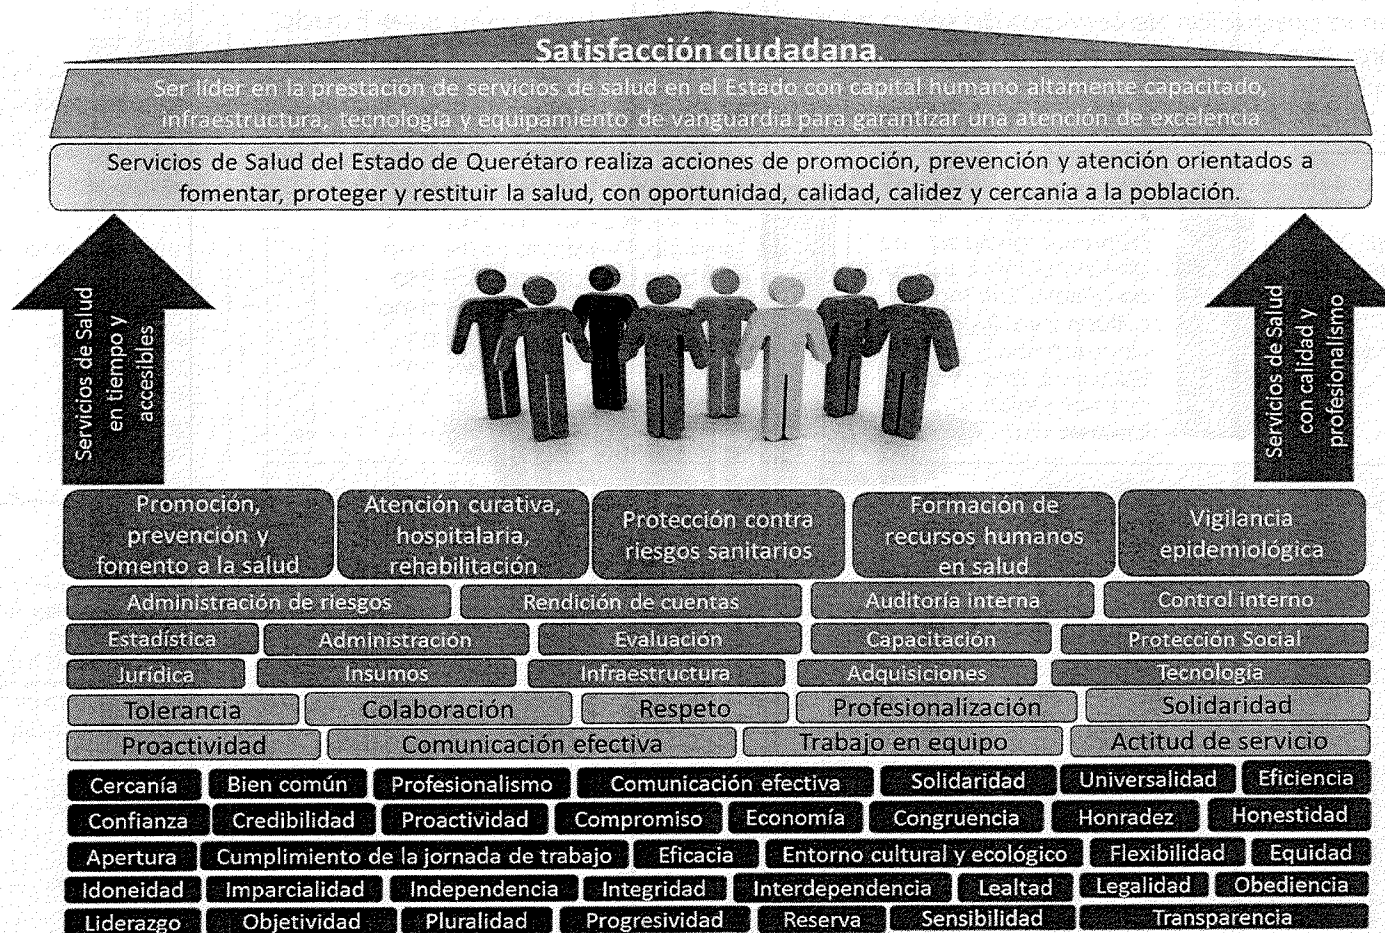 Satisfacción ciudadana.
Ser líder en la prestación de servicios de salud en el Estado con capital humano altamente capacitado,
infraestructura, tecnología y equipamiento de vanguardia para garantizar una atención de excelencia
Servicios de Salud del Estado de Querétaro realiza acciones de promoción, prevención y atención orientados a
fomentar, proteger y restituir la salud, con oportunidad, calidad, calidez y cercanía a la población.
Servicios de Salud
en tiempo y
accesibles
Servicios de Salud
con calidad y
profesionalismo
Promoción,
prevención y
fomento a la salud
Atención curativa,
hospitalaria,
rehabilitación
Protección contra
riesgos sanitarios
Formación de
recursos humanos
en salud
Vigilancia
epidemiológica
Administración de riesgos
Rendición de cuentas
Auditoría interna
Control interno
Estadística
Administración
Evaluación
Capacitación
Protección Social
Jurídica
Insumos
Infraestructura
Adquisiciones
Tecnología
Tolerancia
Colaboración
Respeto
Profesionalización
Solidaridad
Proactividad
Comunicación efectiva
Trabajo en equipo
Actitud de servicio
Cercanía
Bien común
Profesionalismo
Comunicación efectiva
Solidaridad
Universalidad
Eficiencia
Confianza
Credibilidad
Proactividad
Compromiso
Economía
Congruencia
Honradez
Honestidad
Apertura
Cumplimiento de la jornada de trabajo
Eficacia
Entorno cultural y ecológico
Flexibilidad
Equidad
Idoneidad
Imparcialidad
Independencia
Integridad
Interdependencia
Lealtad
Legalidad
Obediencia
Liderazgo
Objetividad
Pluralidad
Progresividad
Reserva
Sensibilidad
Transparencia